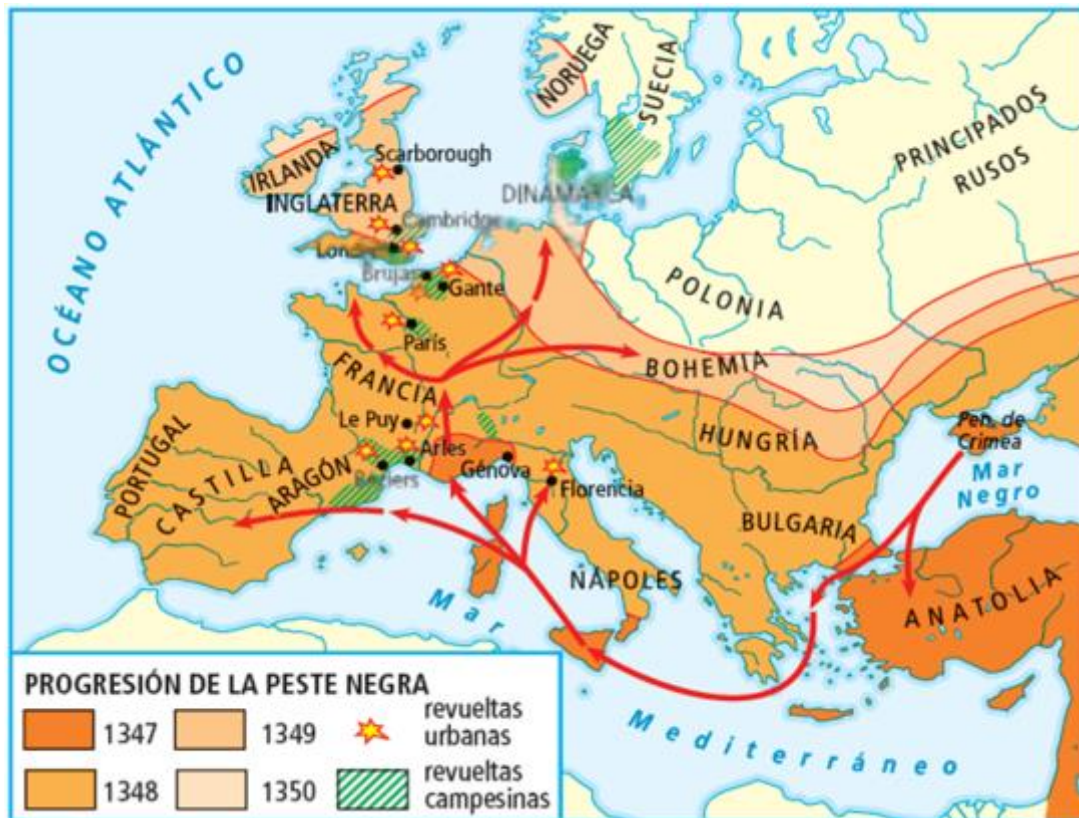 OCÉANO ATLÁNTICO
NORUEGA
SUECIA
PRINCIPADOS
RUSOS
IRLANDA
Scarborough
INGLATERRA
DINAMARCA
Cambridge
Brujas
Gante
POLONIA
París
BOHEMIA
FRANCIA
Le Puy
HUNGRÍA
Pen. de
Crimea
PORTUGAL
CASTILLA
ARAGÓN
Arles
Génova
Florencia
Mar
Negro
BULGARIA
NÁPOLES
ANATOLIA
Mar
Mediterráneo
PROGRESIÓN DE LA PESTE NEGRA
1347
1349
revueltas
urbanas
1348
1350
revueltas
campesinas